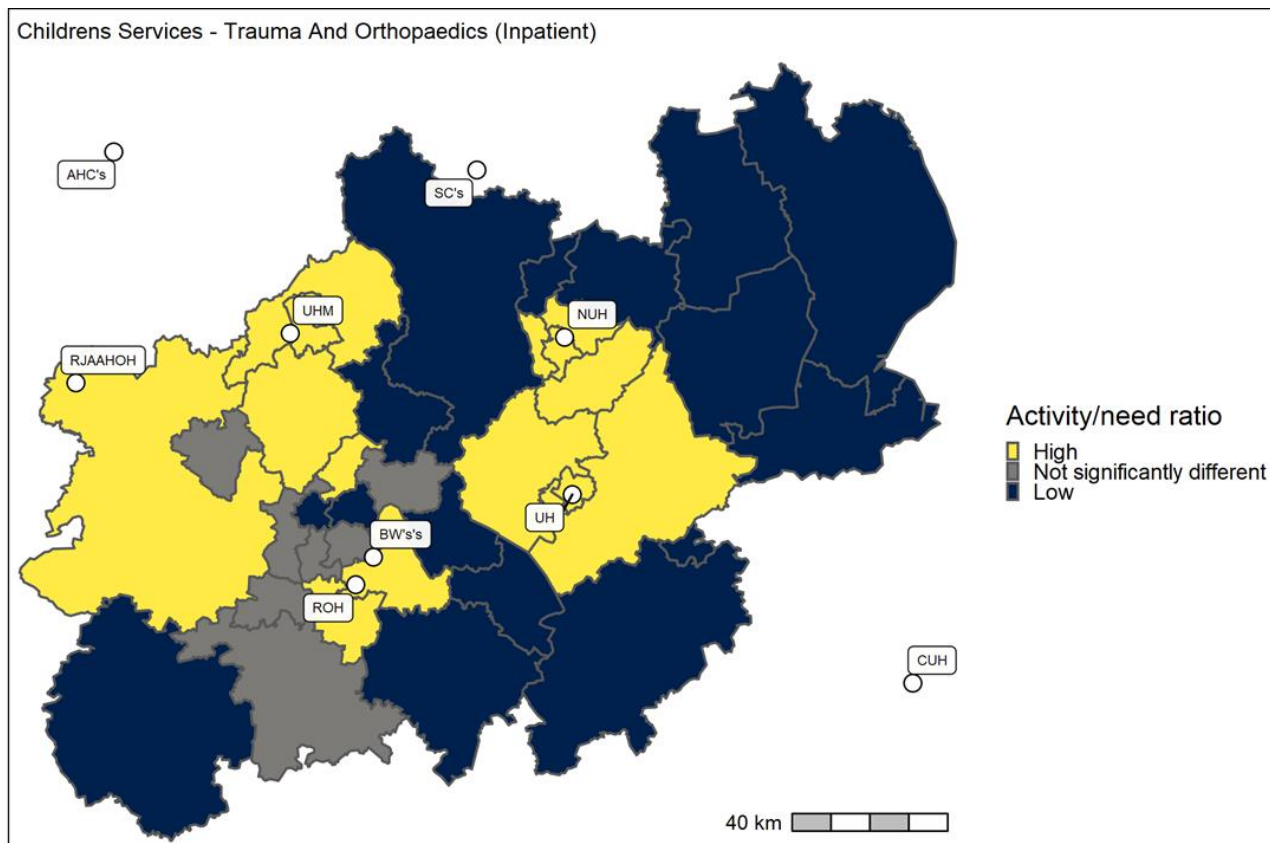 Childrens Services - Trauma And Orthopaedics (Inpatient)
AHC's
SC's
UHM
NUH
RJAAHOH
UH
BW's's
ROH
CUH
Activity/need ratio
High
Not significantly different
Low
40 km